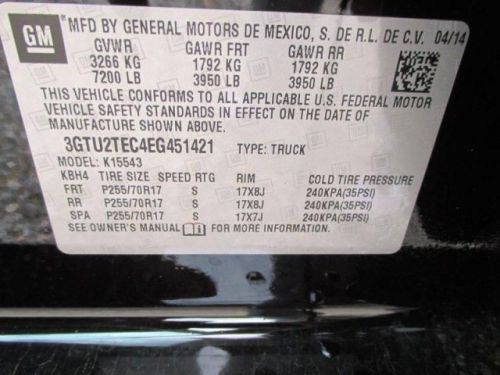 GM MFD BY GENERAL MOTORS DE MEXICO, S. DE R.L. DE C.V. 04/14
GVWR GAWR FRT GAWR RR
3266 KG 1792 KG 1792 KG
7200 LB 3950 LB 3950 LB
THIS VEHICLE CONFORMS TO ALL APPLICABLE U.S. FEDERAL MOTOR
VEHICLE SAFETY STANDARDS IN EFFECT ON THE DATE OF
MANUFACTURE SHOWN ABOVE.
3GTU2TEC4EG451421 TYPE: TRUCK
MODEL: K15543
KBH4 TIRE SIZE SPEED RTG RIM COLD TIRE PRESSURE
FRT P255/70R17 S 17X8J 240KPA(35PSI)
RR P255/70R17 S 17X8J 240KPA(35PSI)
SPA P255/70R17 S 17X7J 240KPA(35PSI)
SEE OWNER'S MANUAL FOR MORE INFORMATION.